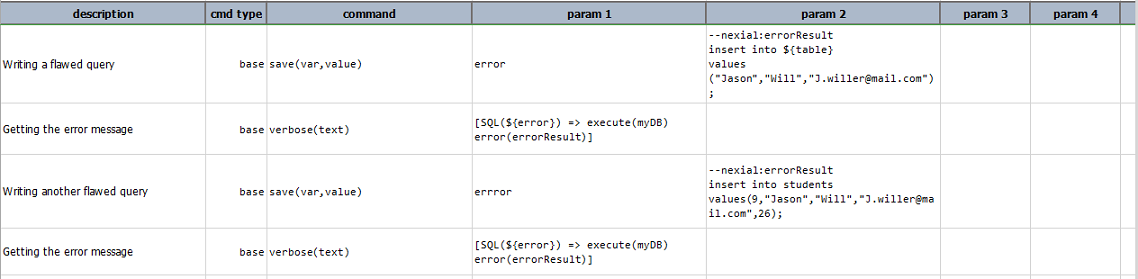 description cmd type command param 1 param 2 param 3 param 4
--nexial:errorResult
insert into ${table}
Writing a flawed query base save(var,value) error values
("Jason","Will","J.willer@mail.com")
;
Getting the error message base verbose(text) [SQL(${error}) => execute(myDB)
error(errorResult)]
--nexial:errorResult
insert into students
Writing another flawed query base save(var,value) errror values(9,"Jason","Will","J.willer@ma
il.com",26);
Getting the error message base verbose(text) [SQL(${error}) => execute(myDB)
error(errorResult)]